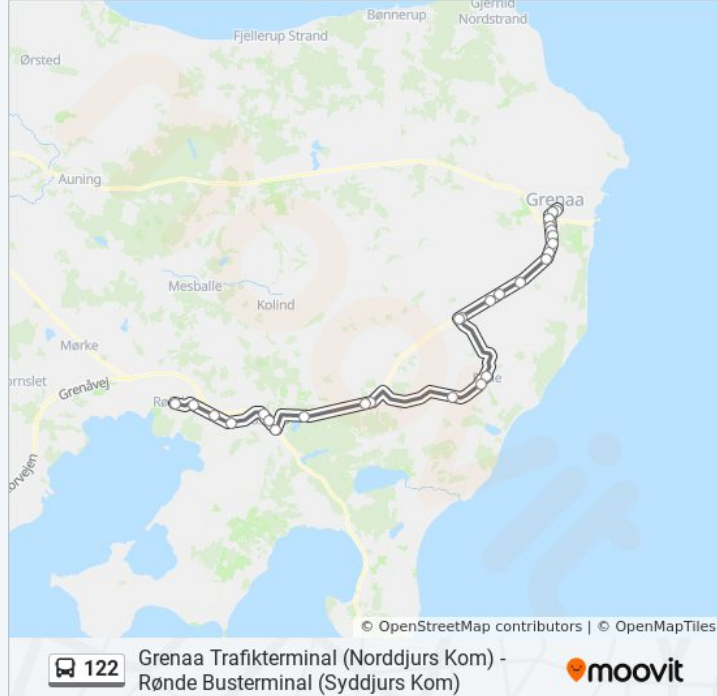 Gjerrild
Nordstrand
Bønnerup
Fjellerup Strand
Ørsted
Auning
Grenaa
Mesballe
Kolind
Mørke
Grenåvej
© OpenStreetMap contributors | © OpenMapTiles
122
Grenaa Trafikterminal (Norddjurs Kom) -
Rønde Busterminal (Syddjurs Kom)
moovit